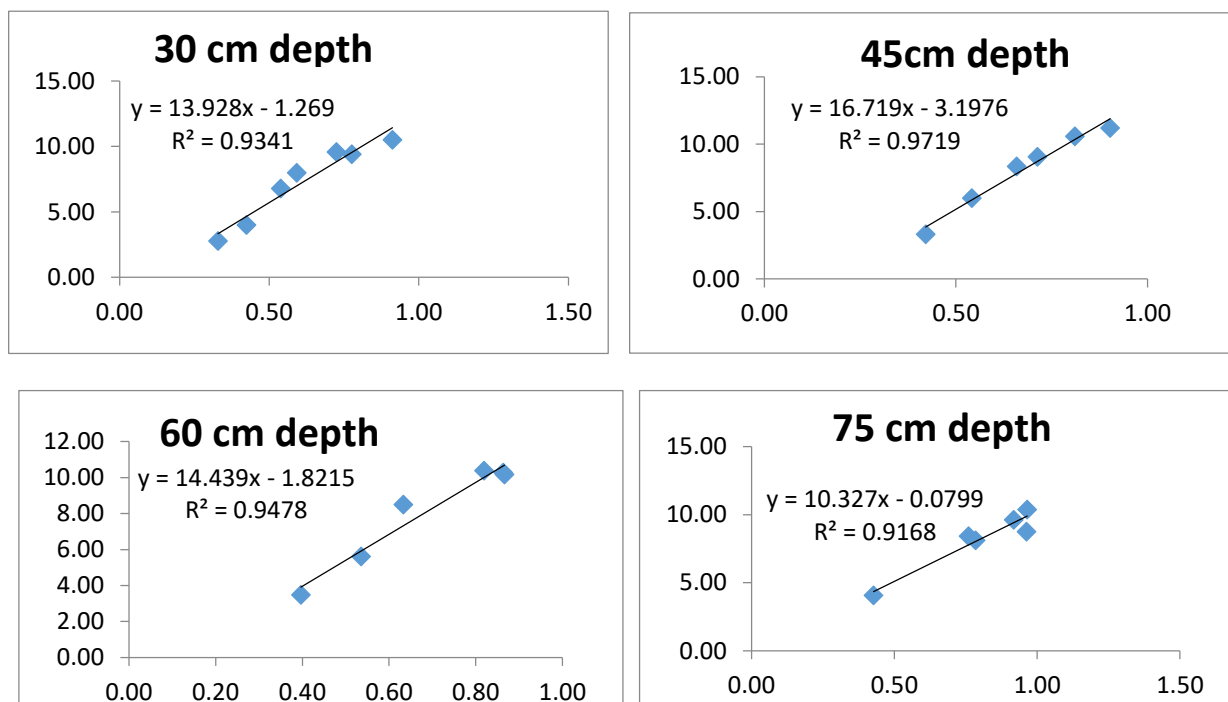 30 cm depth
y = 13.928x - 1.269
R² = 0.9341
15.00
10.00
5.00
0.00
0.00 0.50 1.00 1.50
45cm depth
y = 16.719x - 3.1976
R² = 0.9719
15.00
10.00
5.00
0.00
0.00 0.50 1.00
60 cm depth
y = 14.439x - 1.8215
R² = 0.9478
12.00
10.00
8.00
6.00
4.00
2.00
0.00
0.00 0.20 0.40 0.60 0.80 1.00
75 cm depth
y = 10.327x - 0.0799
R² = 0.9168
15.00
10.00
5.00
0.00
0.00 0.50 1.00 1.50